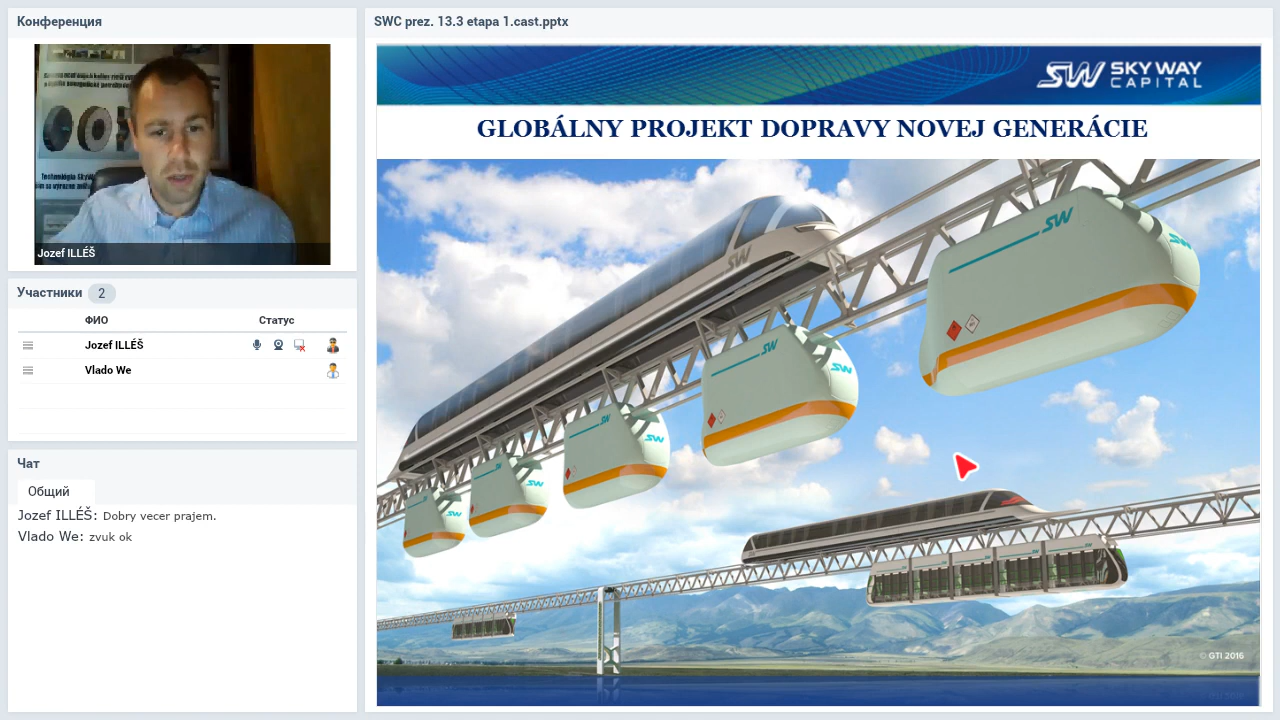 Конференция
Jozef ILLÉŠ
Участники 2
ФИО Статус
Jozef ILLÉŠ
Vlado We
Чат
Общий
Jozef ILLÉŠ: Dobry vecer prajem.
Vlado We: zvuk ok
SWC prez. 13.3 etapa 1.cast.pptx
SW SKY WAY
CAPITAL
GLOBÁLNY PROJEKT DOPRAVY NOVEJ GENERÁCIE
SW
SW
SW
SW
SW
SW
SW
SW
SW
© GTI 2016